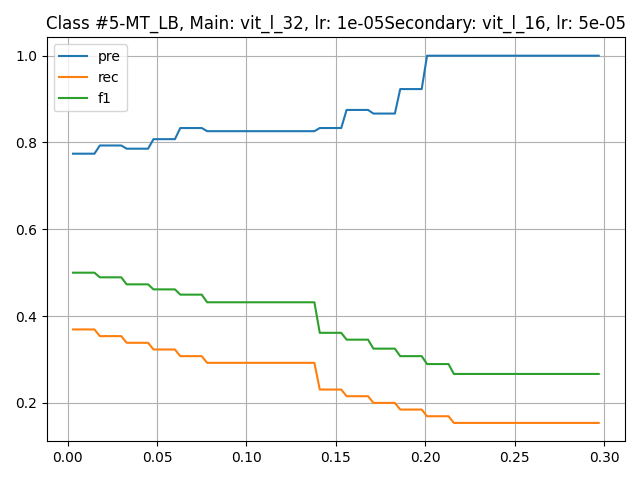 Class #5-MT_LB, Main: vit_l_32, lr: 1e-05Secondary: vit_l_16, lr: 5e-05
pre
rec
f1
1.0
0.8
0.6
0.4
0.2
0.00 0.05 0.10 0.15 0.20 0.25 0.30